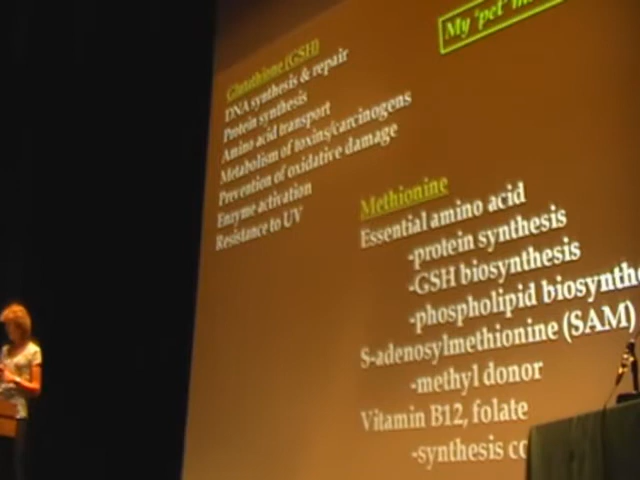 My 'pet'
Glutathione (GSH)
DNA synthesis & repair
Protein synthesis
Amino acid transport
Metabolism of toxins/carcinogens
Prevention of oxidative damage
Enzyme activation
Resistance to UV
Methionine
Essential amino acid
-protein synthesis
-GSH biosynthesis
-phospholipid biosynthe
S-adenosylmethionine (SAM)
-methyl donor
Vitamin B12, folate
-synthesis co